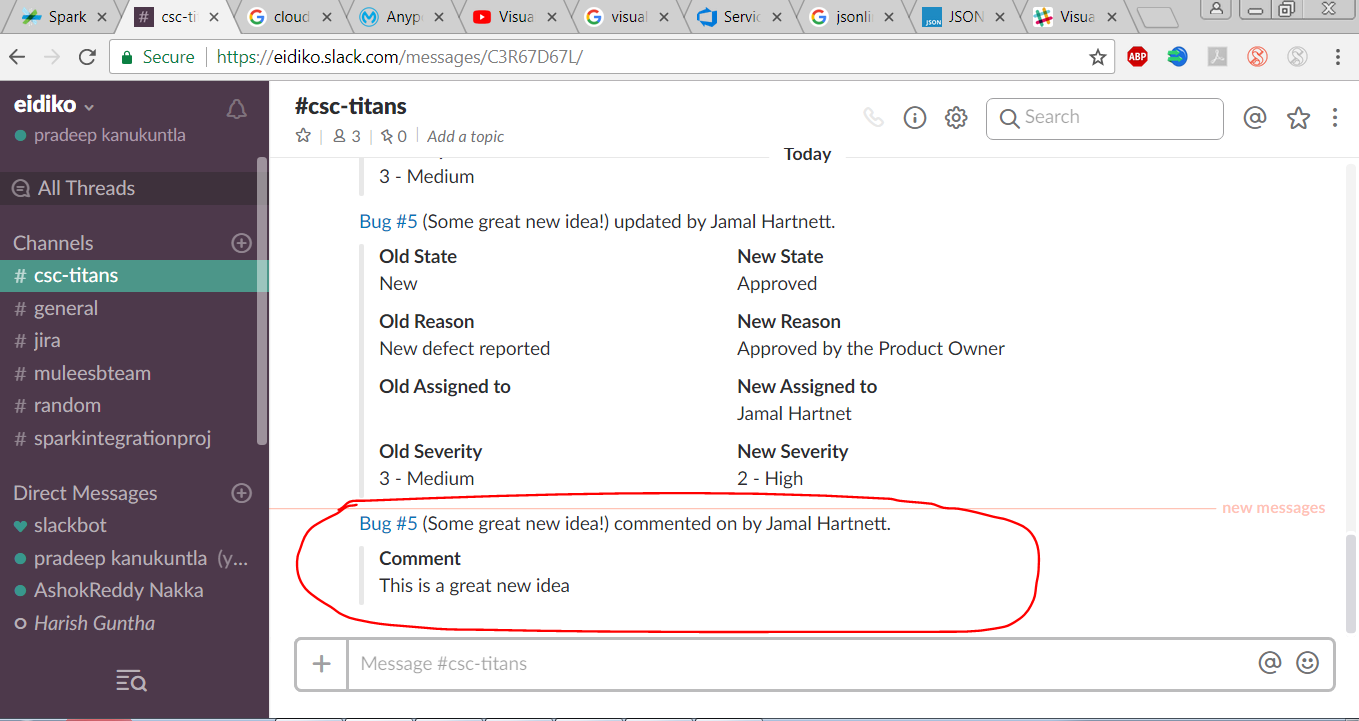 Spark
csc-ti
cloud
Anypo
Visua
visual
Servic
jsonli
JSON
Visua
Secure
https://eidiko.slack.com/messages/C3R67D67L/
ABP
eidiko
pradeep kanukuntla
All Threads
Channels
# csc-titans
# general
# jira
# muleesbteam
# random
# sparkintegrationproj
Direct Messages
slackbot
pradeep kanukuntla (y...
AshokReddy Nakka
Harish Guntha
#csc-titans
3
0
Add a topic
Search
Today
3 - Medium
Bug #5 (Some great new idea!) updated by Jamal Hartnett.
Old State New State
New Approved
Old Reason New Reason
New defect reported Approved by the Product Owner
Old Assigned to New Assigned to
Jamal Hartnet
Old Severity New Severity
3 - Medium 2 - High
new messages
Bug #5 (Some great new idea!) commented on by Jamal Hartnett.
Comment
This is a great new idea
Message #csc-titans